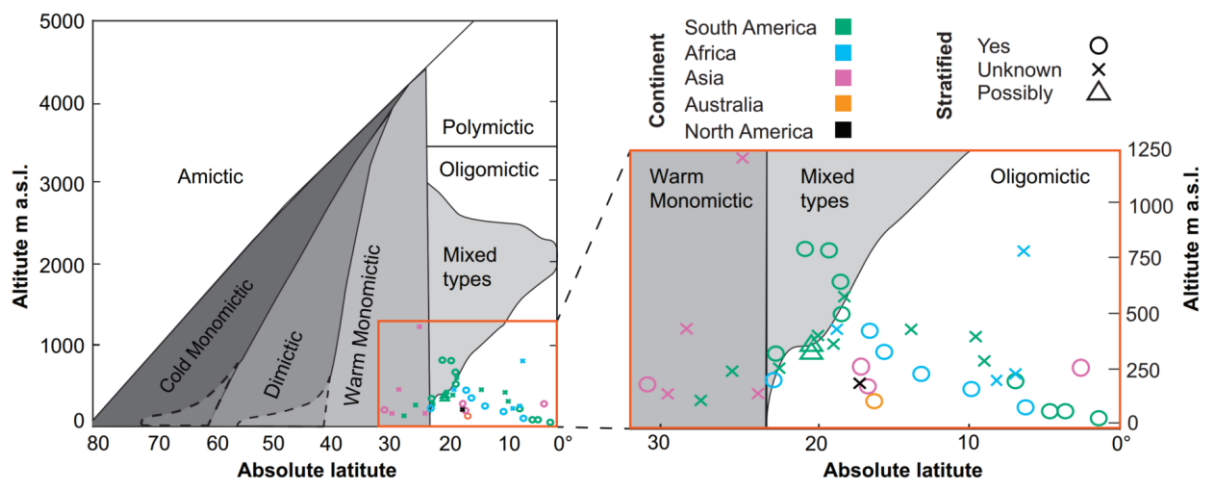 5000
4000
3000
2000
1000
0
Altitute m a.s.l.
Amictic
Cold Monomictic
Dimictic
Warm Monomictic
Polymictic
Oligomictic
Mixed
types
80
70
60
50
40
30
20
10
0°
Absolute latitute
Continent
South America
Africa
Asia
Australia
North America
Stratified
Yes
Unknown
Possibly
Warm
Monomictic
Mixed
types
Oligomictic
1250
1000
750
500
250
0
Altitute m a.s.l.
30
20
10
0°
Absolute latitute